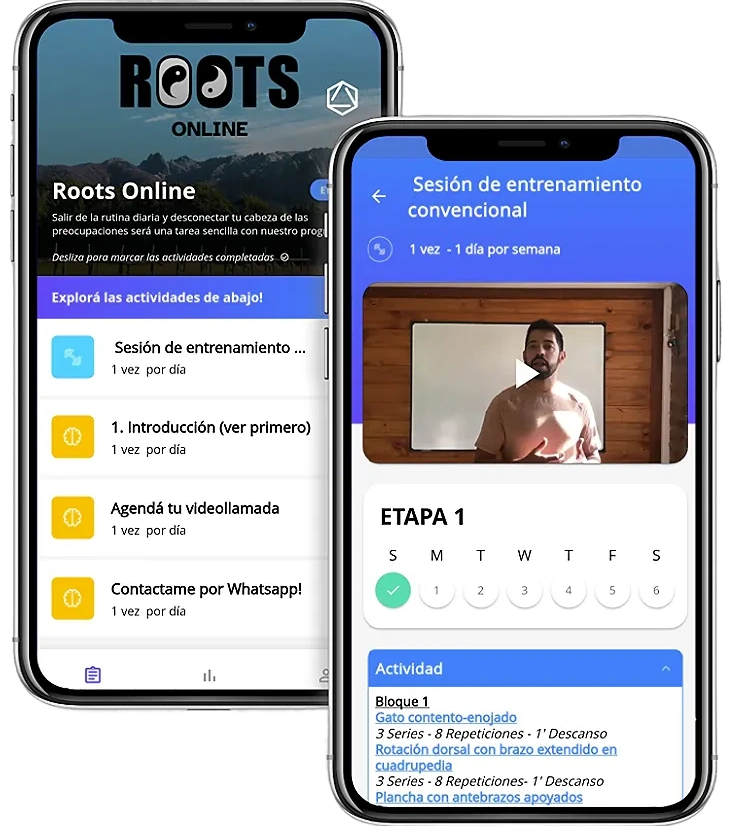 ROOTS
ONLINE
Roots Online
Salir de la rutina diaria y desconectar tu cabeza de las
preocupaciones será una tarea sencilla con nuestro
Desliza para marcar las actividades completadas
Explorá las actividades de abajo!
Sesión de entrenamiento ...
1 vez por día
1. Introducción (ver primero)
1 vez por día
Agendá tu videollamada
1 vez por día
Contactame por Whatsapp!
1 vez por día
Sesión de entrenamiento
convencional
1 vez - 1 día por semana
ETAPA 1
S M T W T F S
1 2 3 4 5 6
Actividad
Bloque 1
Gato contento-enojado
3 Series - 8 Repeticiones - 1' Descanso
Rotación dorsal con brazo extendido en
cuadrupedia
3 Series - 8 Repeticiones- 1' Descanso
Plancha con antebrazos apoyados